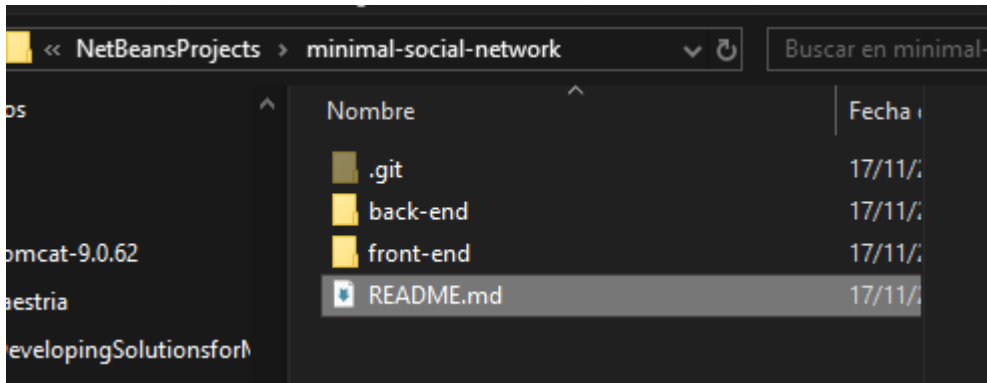 « NetBeansProjects > minimal-social-network Buscar en minimal-
os Nombre Fecha
.git 17/11/
back-end 17/11/
omcat-9.0.62 front-end 17/11/
aestria README.md 17/11/
evelopingSolutionsfor